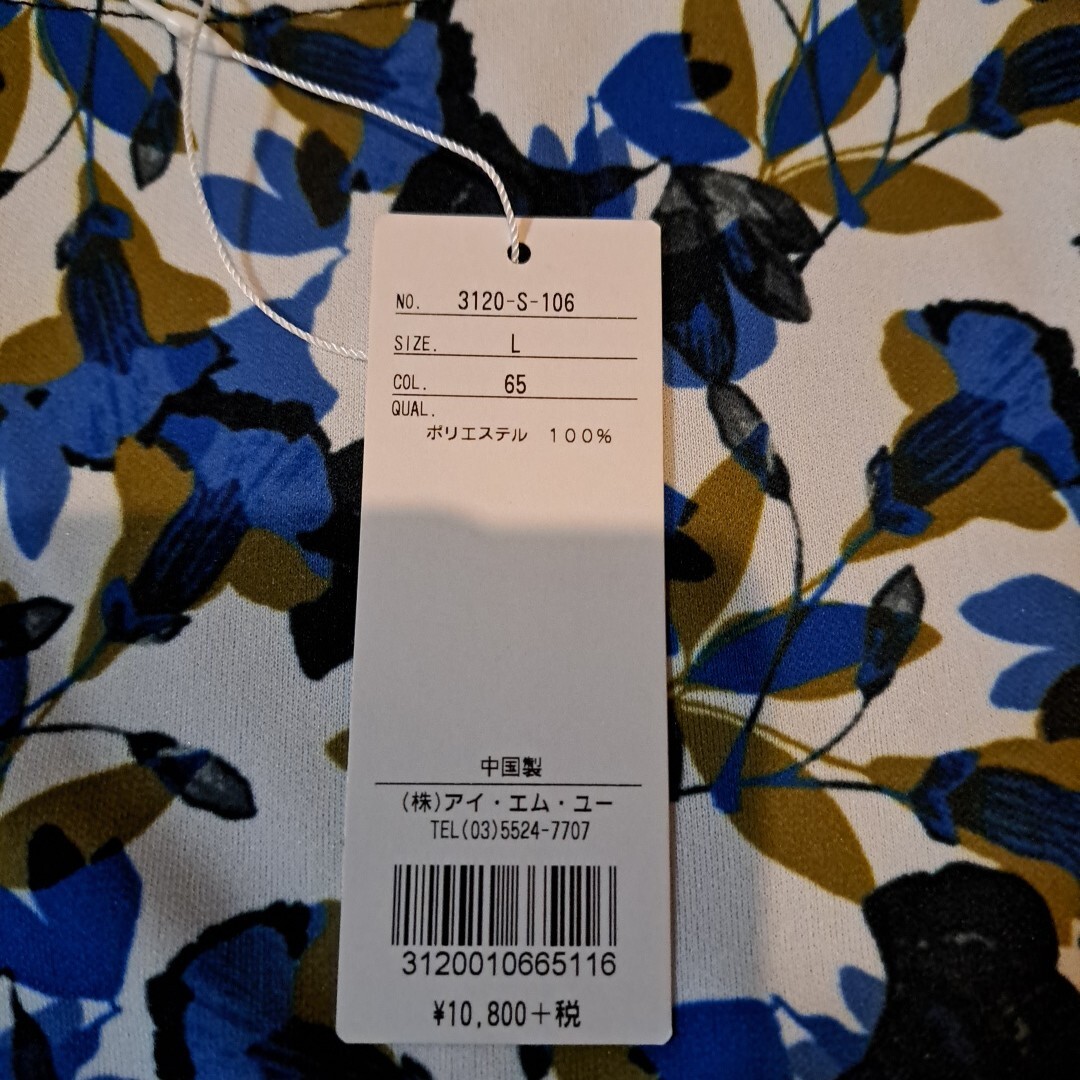 NO. 3120-S-106
SIZE. L
COL. 65
QUAL.
ポリエステル 100%
中国製
(株)アイ・エム・ユー
TEL(03)5524-7707
3120010665116
¥10,800+税